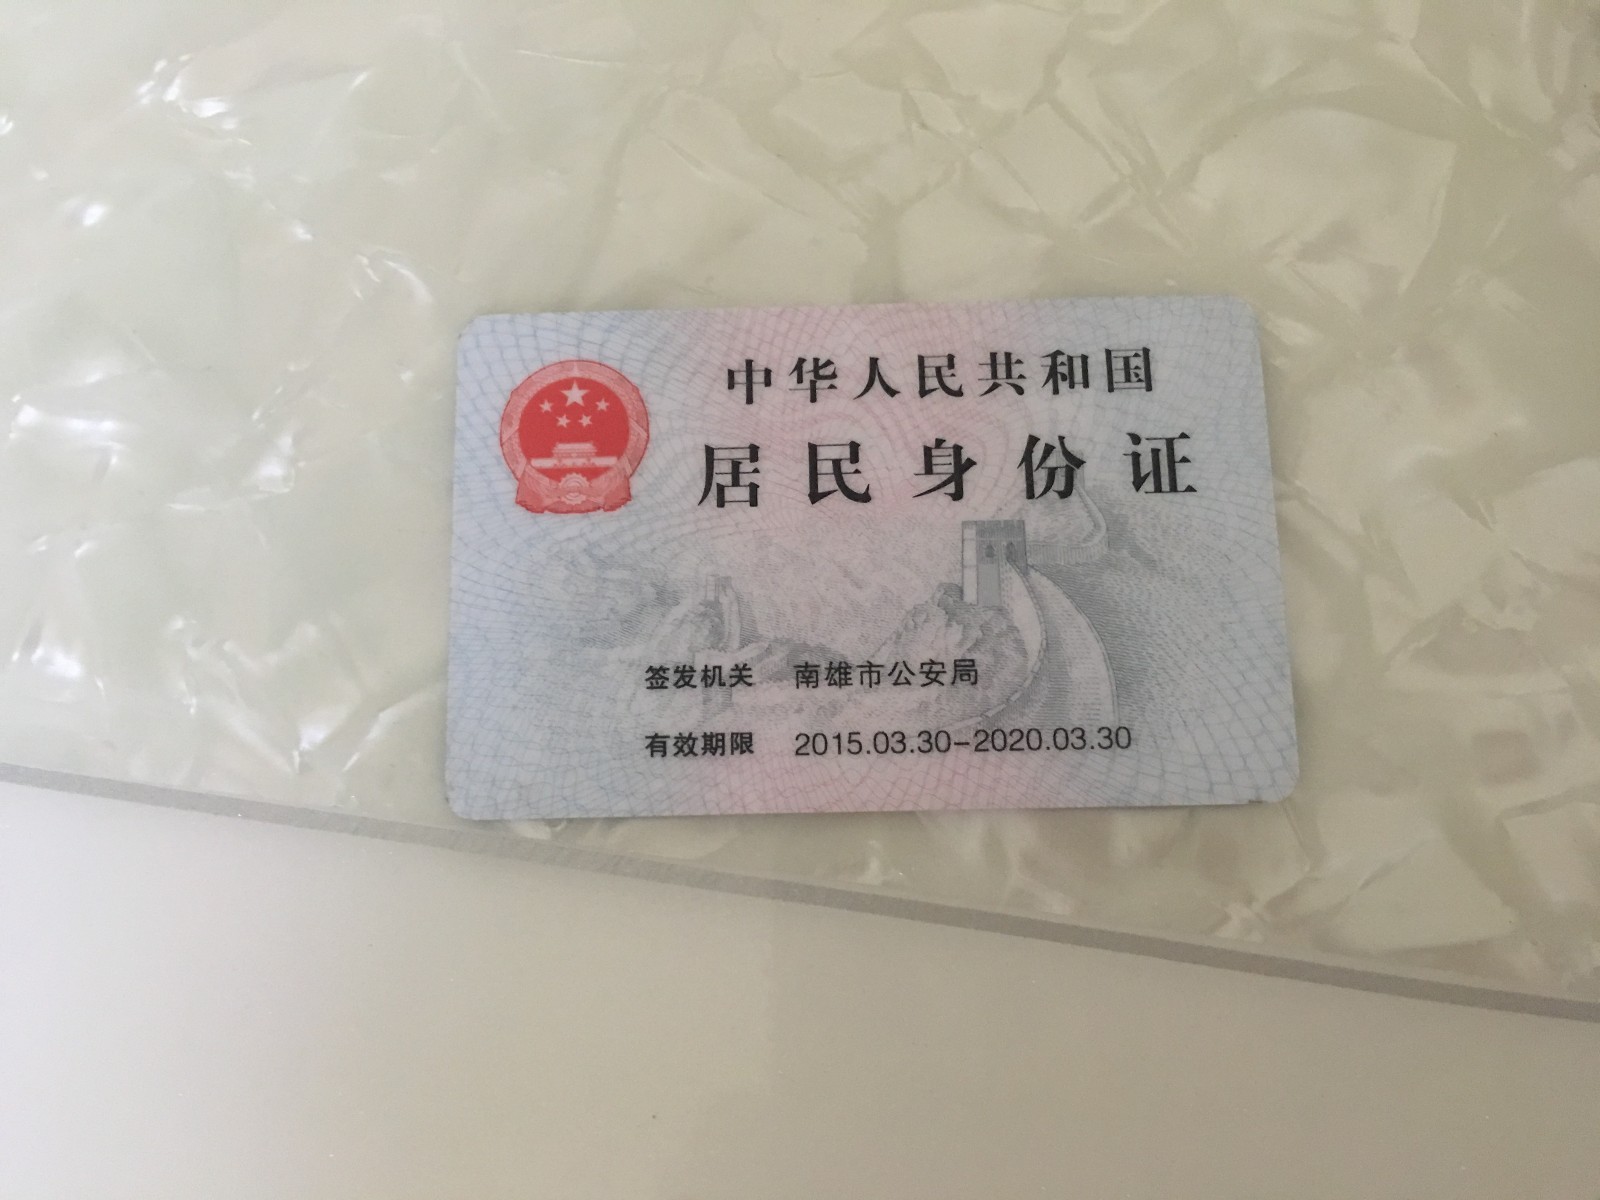 中华人民共和国
居民身份证
签发机关 南雄市公安局
有效期限 2015.03.30-2020.03.30